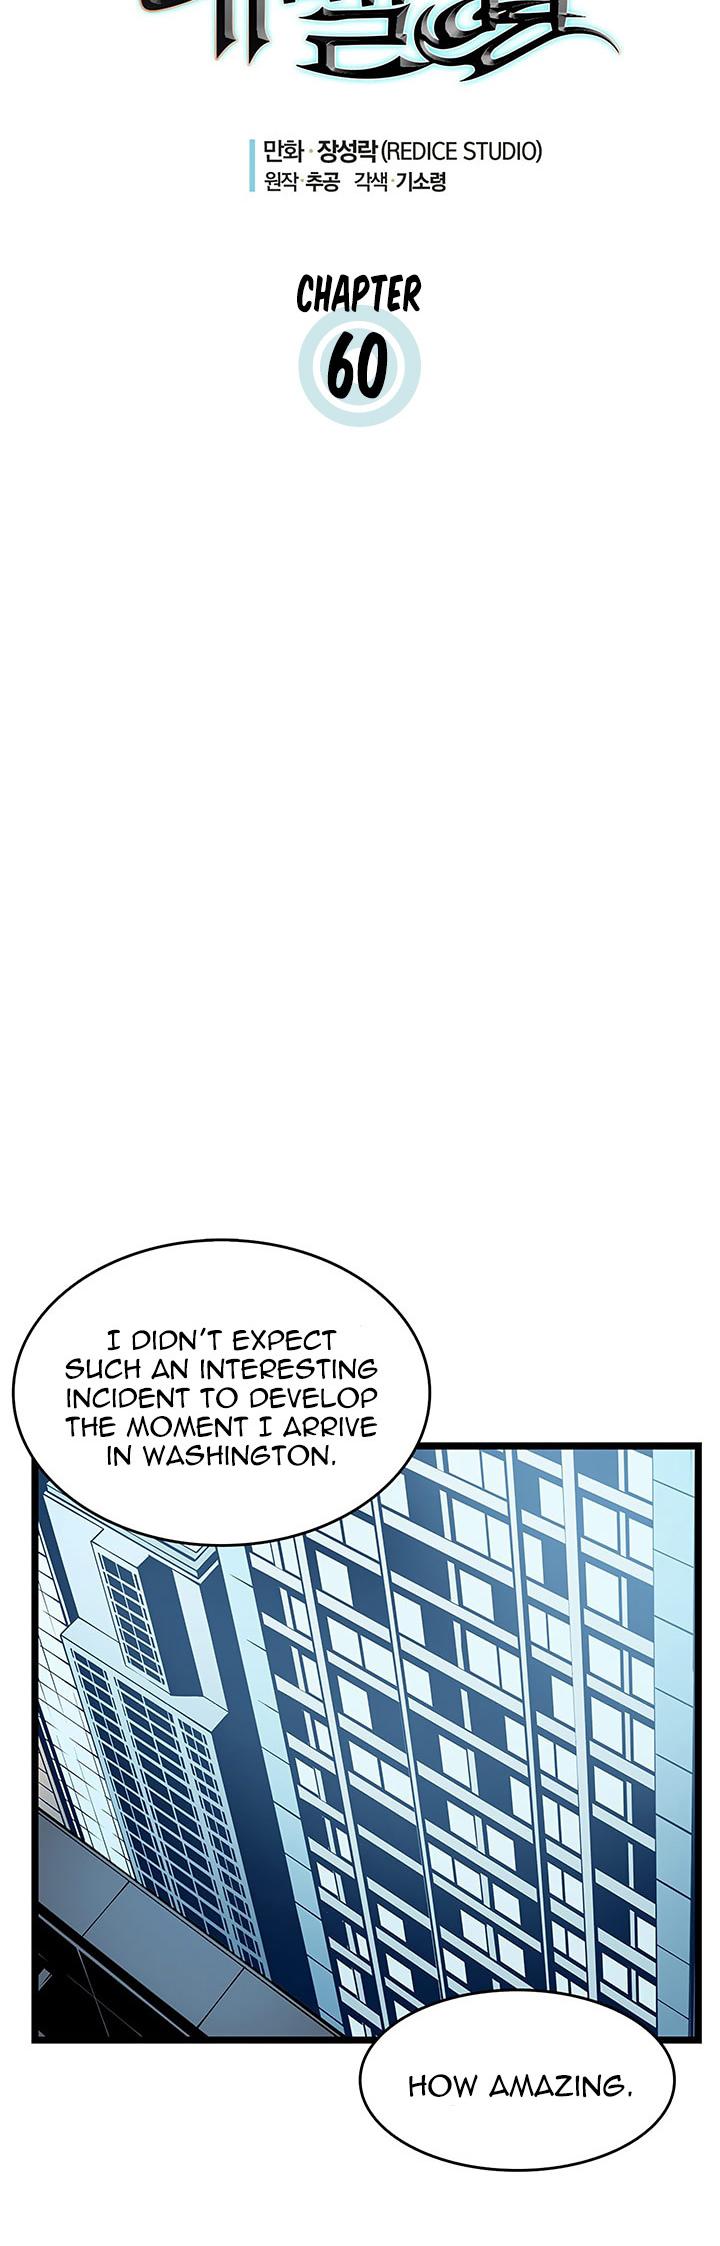 만화·장성락(REDICE STUDIO)
원작·추공 각색·기소령
CHAPTER
60
I DIDN'T EXPECT
SUCH AN INTERESTING
INCIDENT TO DEVELOP
THE MOMENT I ARRIVE
IN WASHINGTON.
HOW AMAZING.